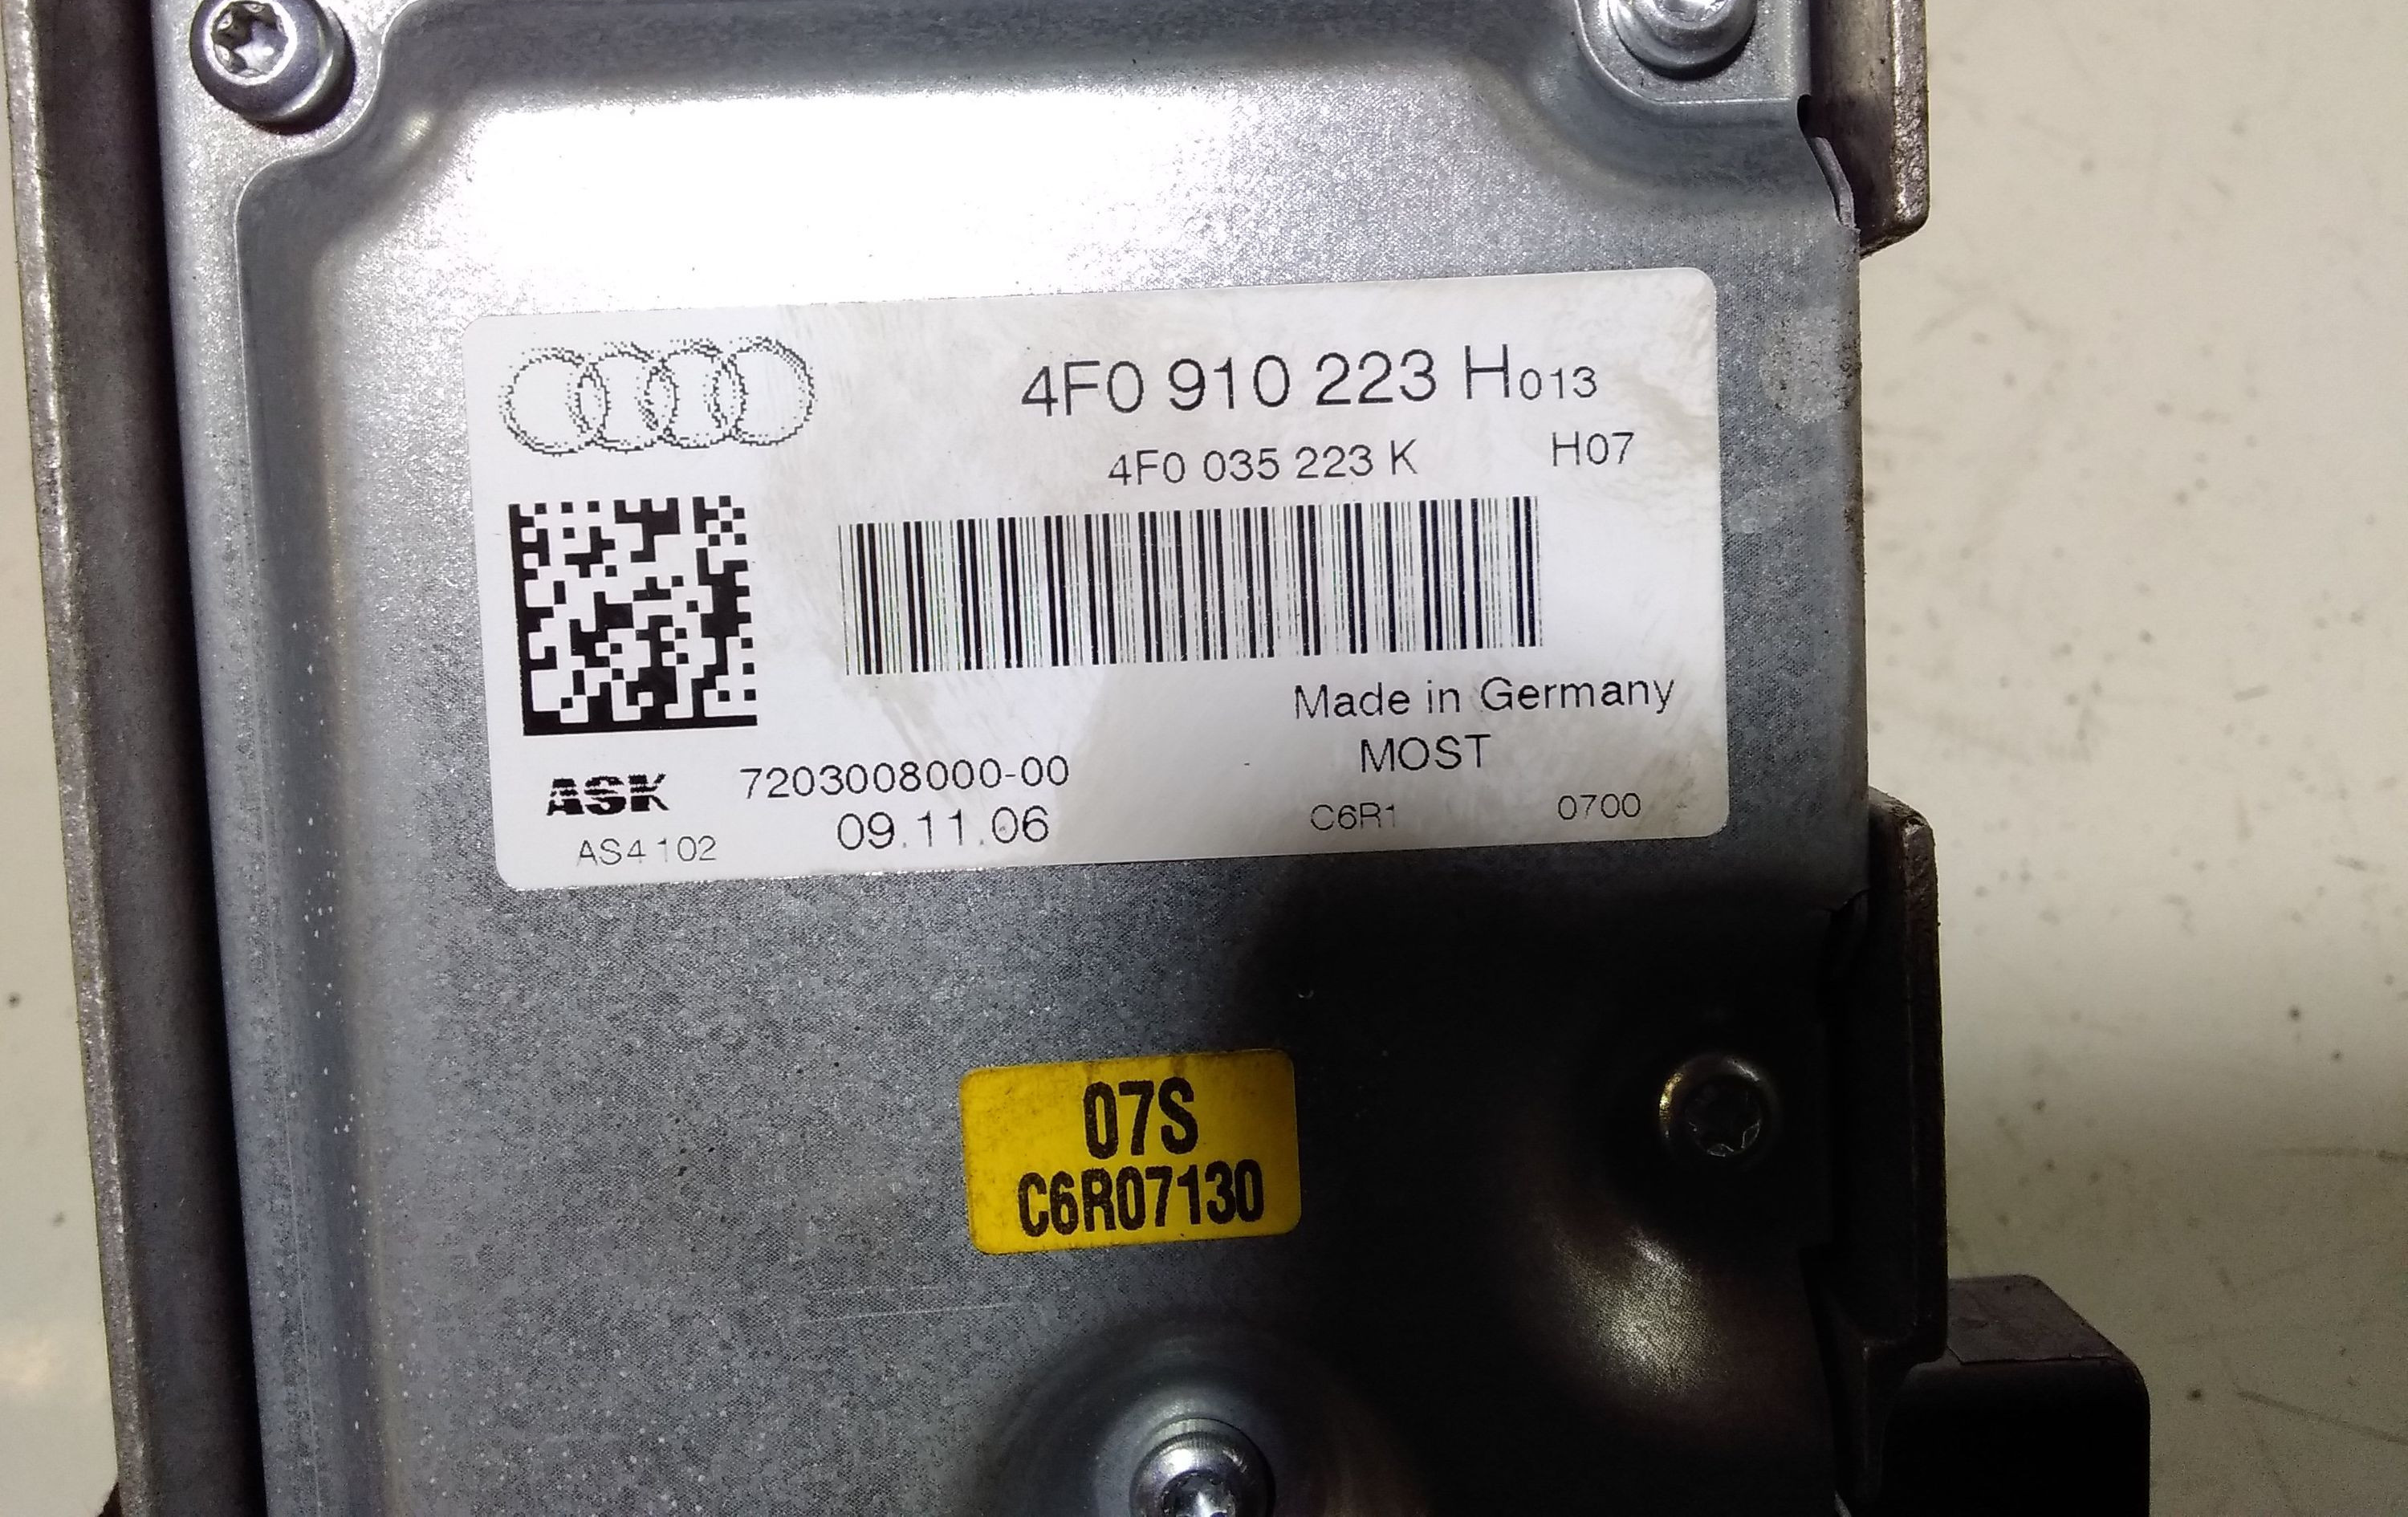 4F0 910 223 H013
4F0 035 223 K H07
Made in Germany
MOST
ASK 7203008000-00
AS4 102 09.11.06 C6R1 0700
07S
C6R07130